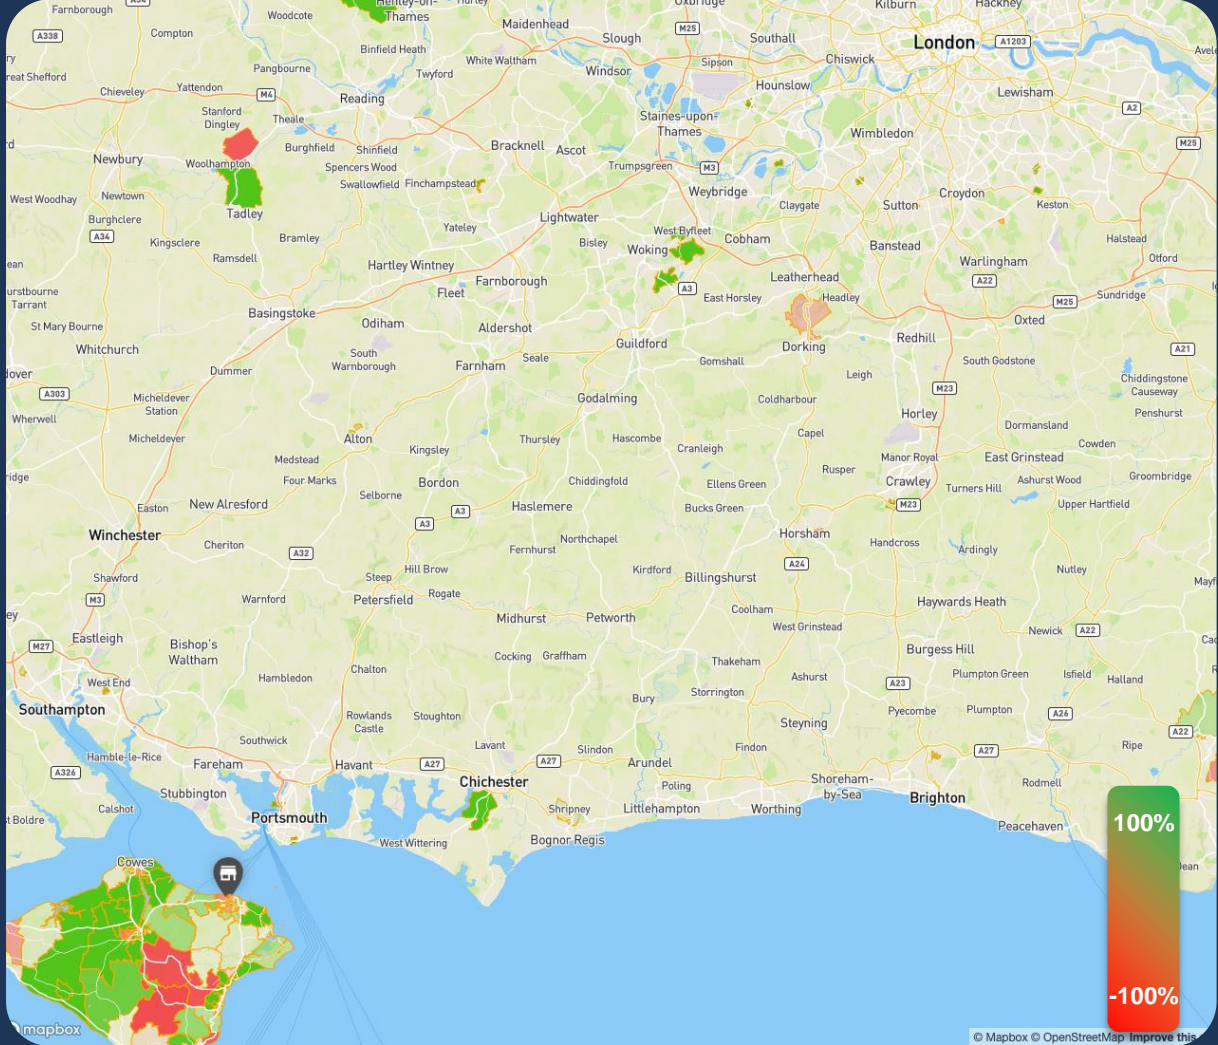 Farnborough
A34
Woodcote
Henley-on-
Thames
Hurley
Maidenhead
Uxbridge
Kilburn
Hackney
A338
Compton
Binfield Heath
White Waltham
Slough
M25
Southall
Chiswick
London
A1203
Great Shefford
Chieveley
Yattendon
Pangbourne
M4
Reading
Twyford
Windsor
Sipson
Hounslow
Lewisham
A2
Stanford
Dingley
Theale
Staines-upon-
Thames
Wimbledon
M25
Newbury
Woolhampton
Burghfield
Shinfield
Spencers Wood
Bracknell
Ascot
Trumpsgreen
M3
Weybridge
Croydon
West Woodhay
Newtown
Swallowfield
Finchampstead
Claygate
Sutton
Keston
Burghclere
Tadley
Lightwater
A34
Kingsclere
Bramley
Yateley
Bisley
West Byfleet
Woking
Cobham
Banstead
Halstead
Ramsdell
Hartley Wintney
Farnborough
Leatherhead
Warlingham
Otford
Hurstbourne
Tarrant
Fleet
A3
East Horsley
Headley
A22
M25
Sundridge
St Mary Bourne
Basingstoke
Odiham
Aldershot
Guildford
Dorking
Redhill
Oxted
Whitchurch
South
Warnborough
Farnham
Seale
Gomshall
South Godstone
A21
Dummer
Leigh
Chiddingstone
Causeway
A303
Micheldever
Station
Godalming
Coldharbour
M23
Wherwell
Horley
Penshurst
Micheldever
Alton
Kingsley
Thursley
Hascombe
Cranleigh
Capel
Dormansland
Cowden
Medstead
Four Marks
Chiddingfold
Ellens Green
Rusper
Manor Royal
Crawley
East Grinstead
Ashurst Wood
Groombridge
Bordon
Selborne
Turners Hill
Easton
New Alresford
A3
A3
Haslemere
Bucks Green
M23
Upper Hartfield
Winchester
Cheriton
A32
Fernhurst
Northchapel
Horsham
Handcross
Ardingly
Shawford
Steep
Hill Brow
Kirdford
Billingshurst
A24
Nutley
M3
Warnford
Petersfield
Rogate
Midhurst
Petworth
Coolham
West Grinstead
Haywards Heath
Newick
A22
M27
Eastleigh
Bishop's
Waltham
Burgess Hill
West End
Hambledon
Chalton
Cocking
Graffham
Thakeham
Ashurst
A23
Plumpton Green
Isfield
Halland
Southampton
Rowlands
Castle
Stoughton
Bury
Storrington
Pyecombe
Plumpton
A26
Steyning
A22
Southwick
Lavant
Slindon
Findon
A27
Ripe
A326
Hamble-le-Rice
Fareham
Havant
A27
A27
Arundel
Rodmell
Stubbington
Chichester
Poling
Shoreham-
by-Sea
Brighton
Calshot
Portsmouth
Shripney
Littlehampton
Worthing
Peacehaven
West Wittering
Bognor Regis
100%
Cowes
-100%
mapbox
© Mapbox © OpenStreetMap Improve this